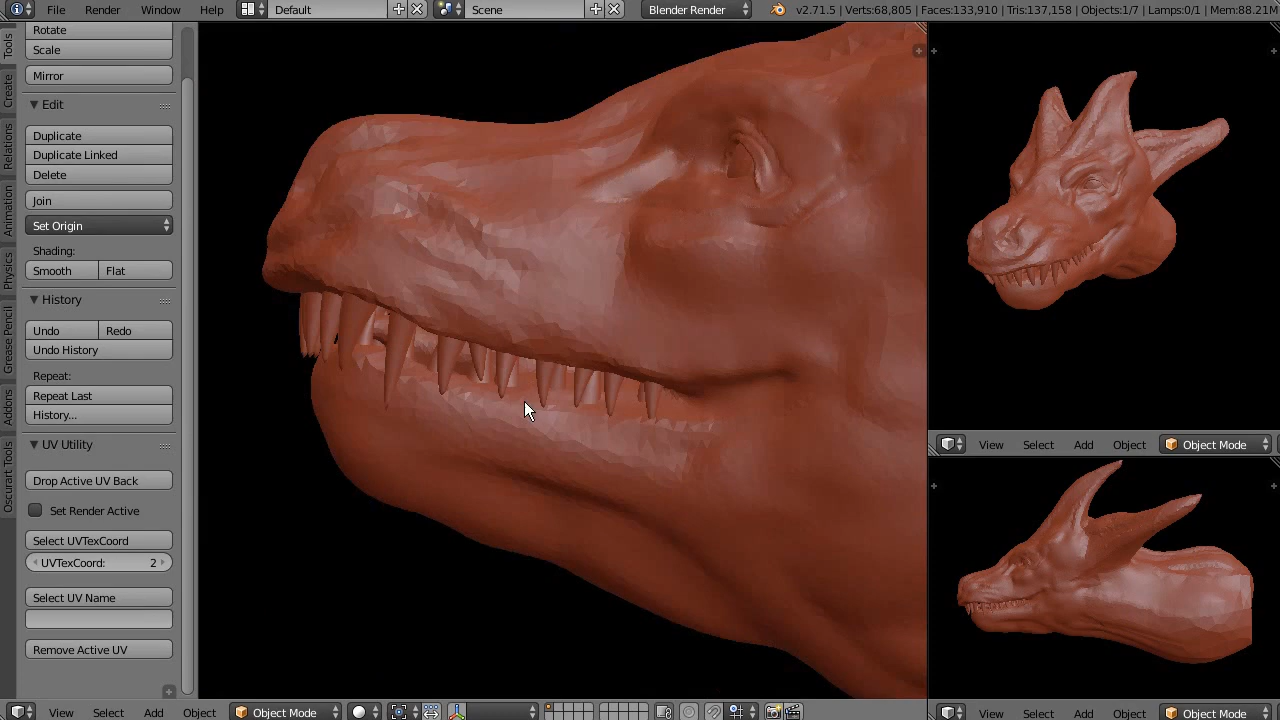 File Render Window Help Default Scene Blender Render v2.71.5 | Verts:68,805 | Faces:133,910 | Tris:137,158 | Objects:1/7 | Lamps:0/1 | Mem:88.21M
Tools
Create
Relations
Animation
Physics
Grease Pencil
Addons
Oscurart Tools
Rotate
Scale
Mirror
Edit
Duplicate
Duplicate Linked
Delete
Join
Set Origin
Shading:
Smooth Flat
History
Undo Redo
Undo History
Repeat:
Repeat Last
History...
UV Utility
Drop Active UV Back
Set Render Active
Select UVTexCoord
UVTexCoord: 2
Select UV Name
Remove Active UV
View Select Add Object Object Mode
View Select Add Object Object Mode
View Select Add Object Object Mode